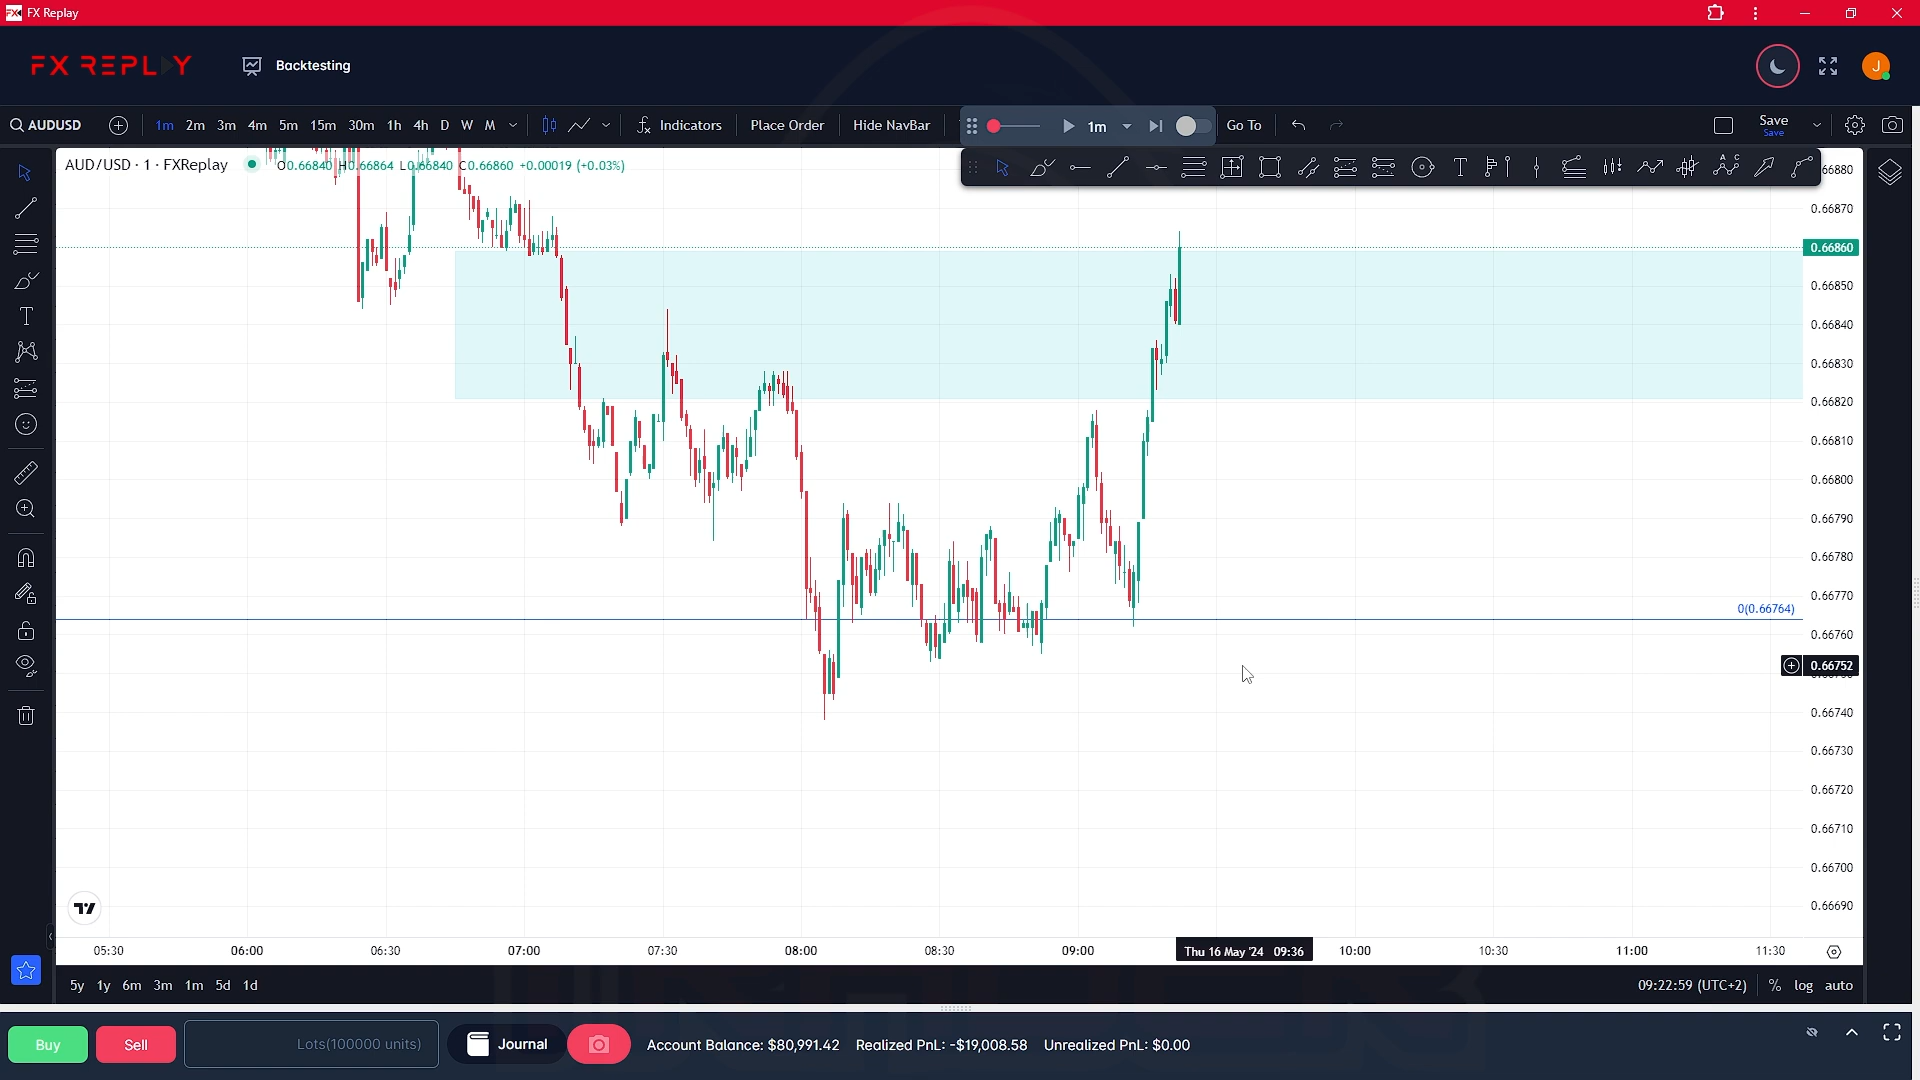 FX Replay
FX REPLAY
Backtesting
J
AUDUSD
1m 2m 3m 4m 5m 15m 30m 1h 4h D W M
Indicators
Place Order
Hide NavBar
1m
Go To
Save
Save
AUD/USD · 1 · FXReplay
O0.66840 H0.66864 L0.66840 C0.66860 +0.00019 (+0.03%)
0.66880
0.66870
0.66860
0.66850
0.66840
0.66830
0.66820
0.66810
0.66800
0.66790
0.66780
0.66770
0(0.66764)
0.66760
0.66752
0.66740
0.66730
0.66720
0.66710
0.66700
0.66690
05:30 06:00 06:30 07:00 07:30 08:00 08:30 09:00 Thu 16 May '24 09:36 10:00 10:30 11:00 11:30
5y 1y 6m 3m 1m 5d 1d
09:22:59 (UTC+2) % log auto
Buy
Sell
Lots(100000 units)
Journal
Account Balance: $80,991.42 Realized PnL: -$19,008.58 Unrealized PnL: $0.00